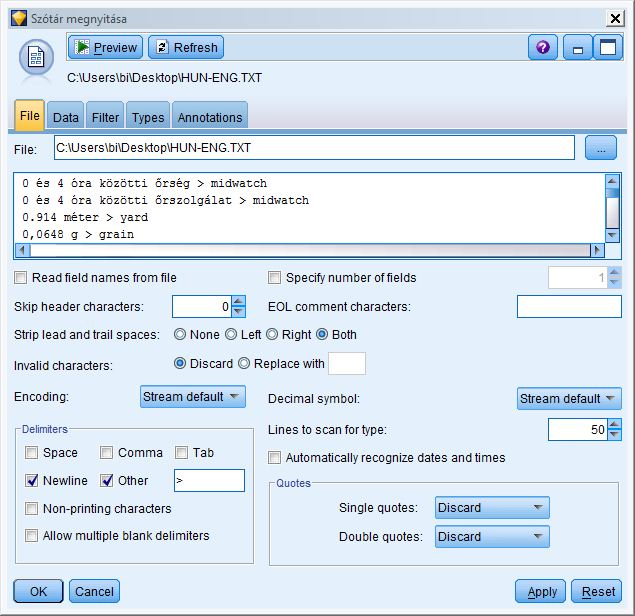 Szótár megnyitása
Preview Refresh ?
C:\Users\bi\Desktop\HUN-ENG.TXT
File Data Filter Types Annotations
File: C:\Users\bi\Desktop\HUN-ENG.TXT ...
0 és 4 óra közötti őrség > midwatch
0 és 4 óra közötti őrszolgálat > midwatch
0.914 méter > yard
0,0648 g > grain
Read field names from file Specify number of fields 1
Skip header characters: 0 EOL comment characters:
Strip lead and trail spaces: None Left Right Both
Invalid characters: Discard Replace with
Encoding: Stream default Decimal symbol: Stream default
Delimiters Lines to scan for type: 50
Space Comma Tab Automatically recognize dates and times
Newline Other > Quotes
Non-printing characters Single quotes: Discard
Allow multiple blank delimiters Double quotes: Discard
OK Cancel Apply Reset